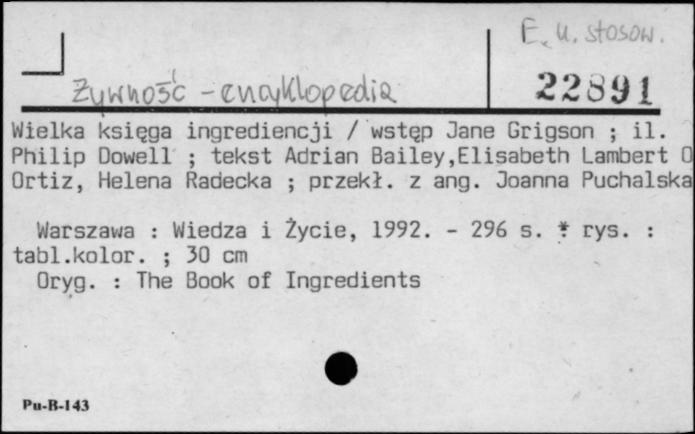 E. u. stosow.
żywność - encyklopedia
22891
Wielka księga ingrediencji / wstęp Jane Grigson ; il.
Philip Dowell ; tekst Adrian Bailey,Elisabeth Lambert O
Ortiz, Helena Radecka ; przekł. z ang. Joanna Puchalska
Warszawa : Wiedza i Życie, 1992. - 296 s. : rys. :
tabl.kolor. ; 30 cm
Oryg. : The Book of Ingredients
Pu-B-143